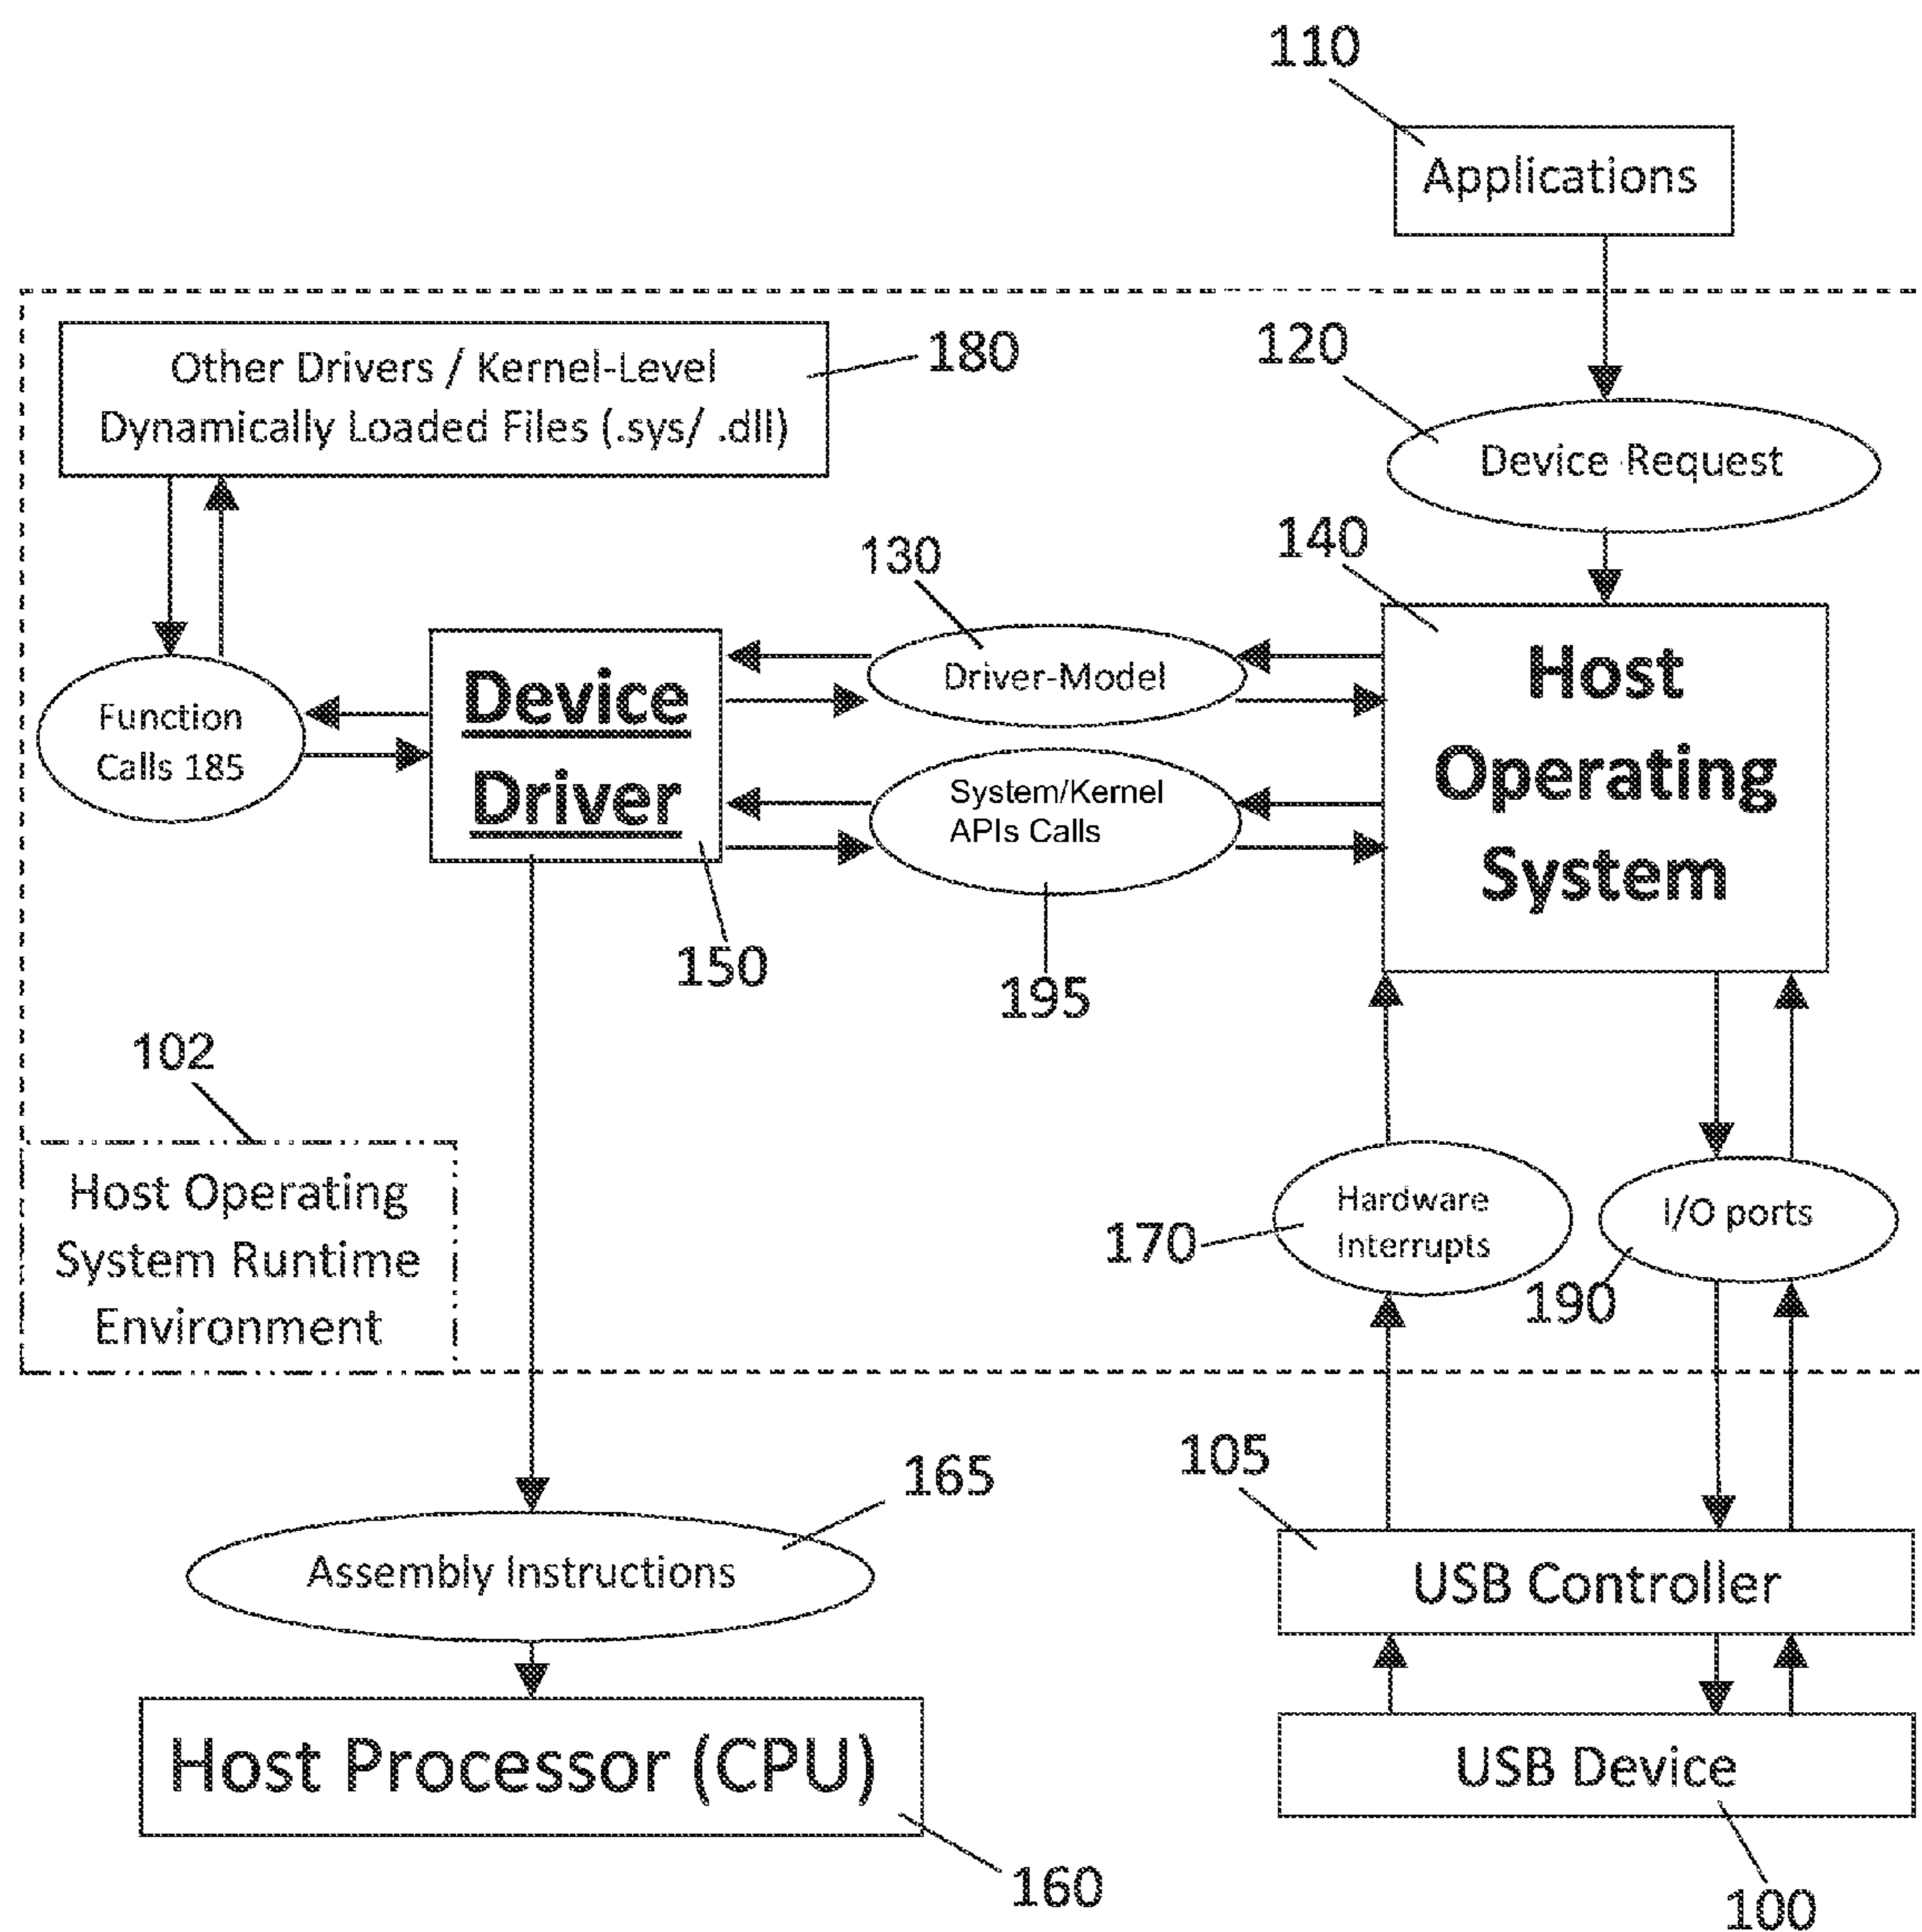 110
Applications
Other Drivers / Kernel-Level
Dynamically Loaded Files (.sys/ .dll)
180
120
Device Request
140
130
Function
Calls 185
Device
Driver
Driver-Model
System/Kernel
APIs Calls
Host
Operating
System
150
195
102
Host Operating
System Runtime
Environment
170
Hardware
Interrupts
I/O ports
190
165
105
Assembly Instructions
USB Controller
Host Processor (CPU)
USB Device
160
100